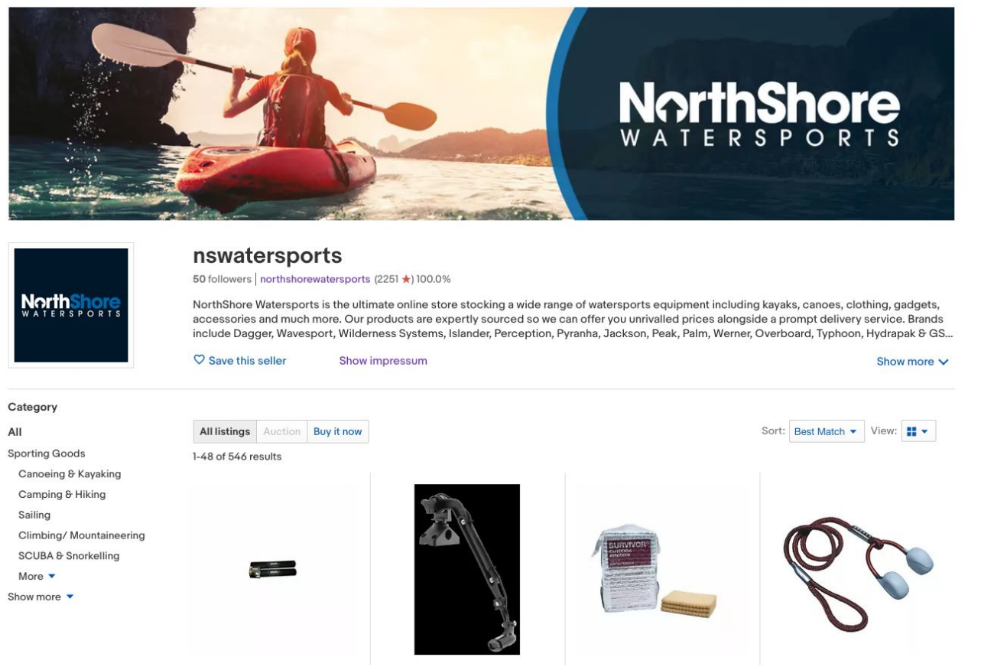 NorthShore
WATERSPORTS
NorthShore
WATERSPORTS
nswatersports
50 followers | northshorewatersports (2251 ★) 100.0%
NorthShore Watersports is the ultimate online store stocking a wide range of watersports equipment including kayaks, canoes, clothing, gadgets,
accessories and much more. Our products are expertly sourced so we can offer you unrivalled prices alongside a prompt delivery service. Brands
include Dagger, Wavesport, Wilderness Systems, Islander, Perception, Pyranha, Jackson, Peak, Palm, Werner, Overboard, Typhoon, Hydrapak & GS...
Save this seller
Show impressum
Show more
Category
All
Sporting Goods
Canoeing & Kayaking
Camping & Hiking
Sailing
Climbing/ Mountaineering
SCUBA & Snorkelling
More
Show more
All listings Auction Buy it now
Sort: Best Match View:
1-48 of 546 results
SURVIVOR